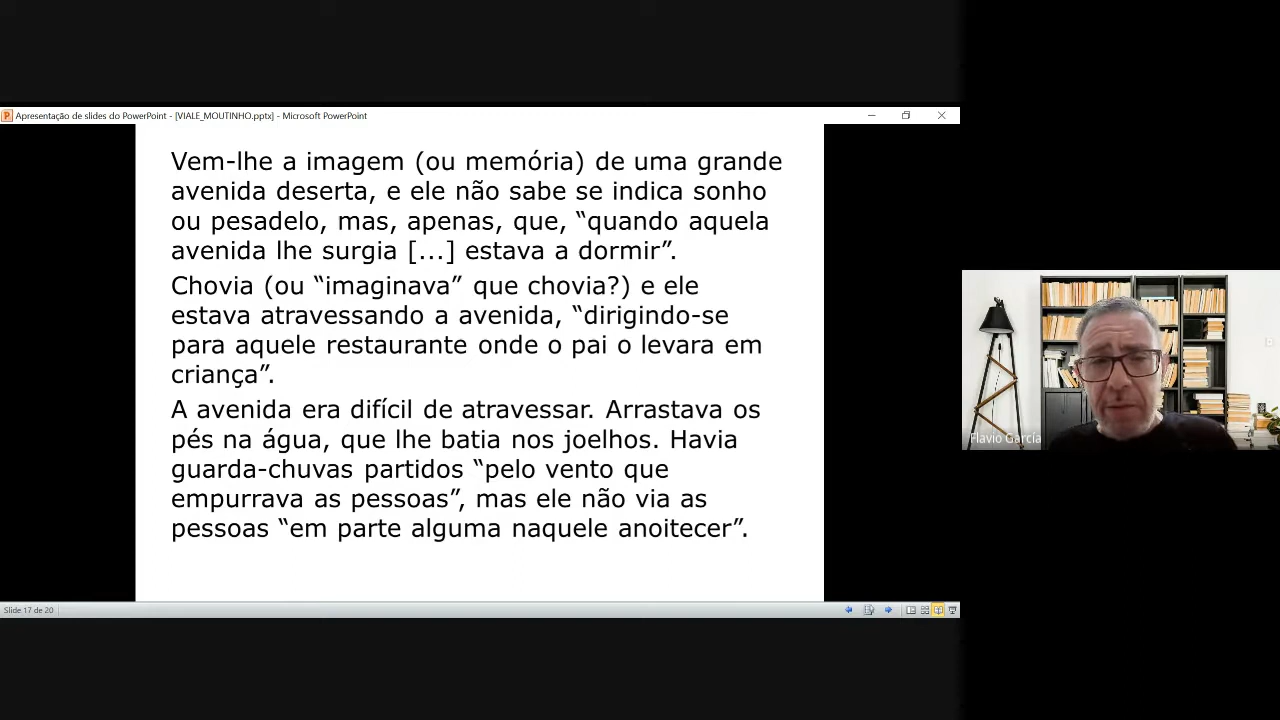 Apresentação de slides do PowerPoint - [VIALE_MOUTINHO.pptx] - Microsoft PowerPoint
Vem-lhe a imagem (ou memória) de uma grande
avenida deserta, e ele não sabe se indica sonho
ou pesadelo, mas, apenas, que, “quando aquela
avenida lhe surgia [...] estava a dormir”.
Chovia (ou “imaginava” que chovia?) e ele
estava atravessando a avenida, “dirigindo-se
para aquele restaurante onde o pai o levara em
criança”.
A avenida era difícil de atravessar. Arrastava os
pés na água, que lhe batia nos joelhos. Havia
guarda-chuvas partidos “pelo vento que
empurrava as pessoas”, mas ele não via as
pessoas “em parte alguma naquele anoitecer”.
Flavio García
Slide 17 de 20